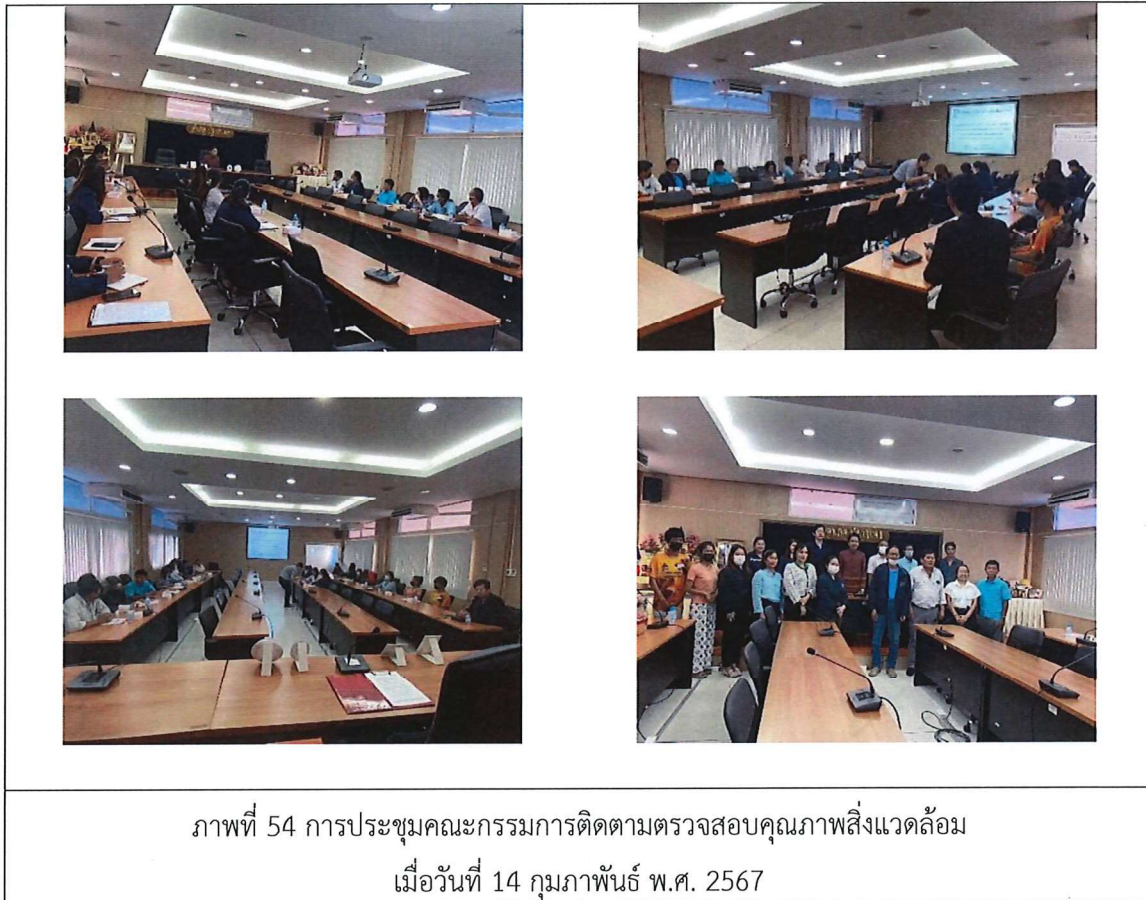 ภาพที่ 54 การประชุมคณะกรรมการติดตามตรวจสอบคุณภาพสิ่งแวดล้อม
เมื่อวันที่ 14 กุมภาพันธ์ พ.ศ. 2567